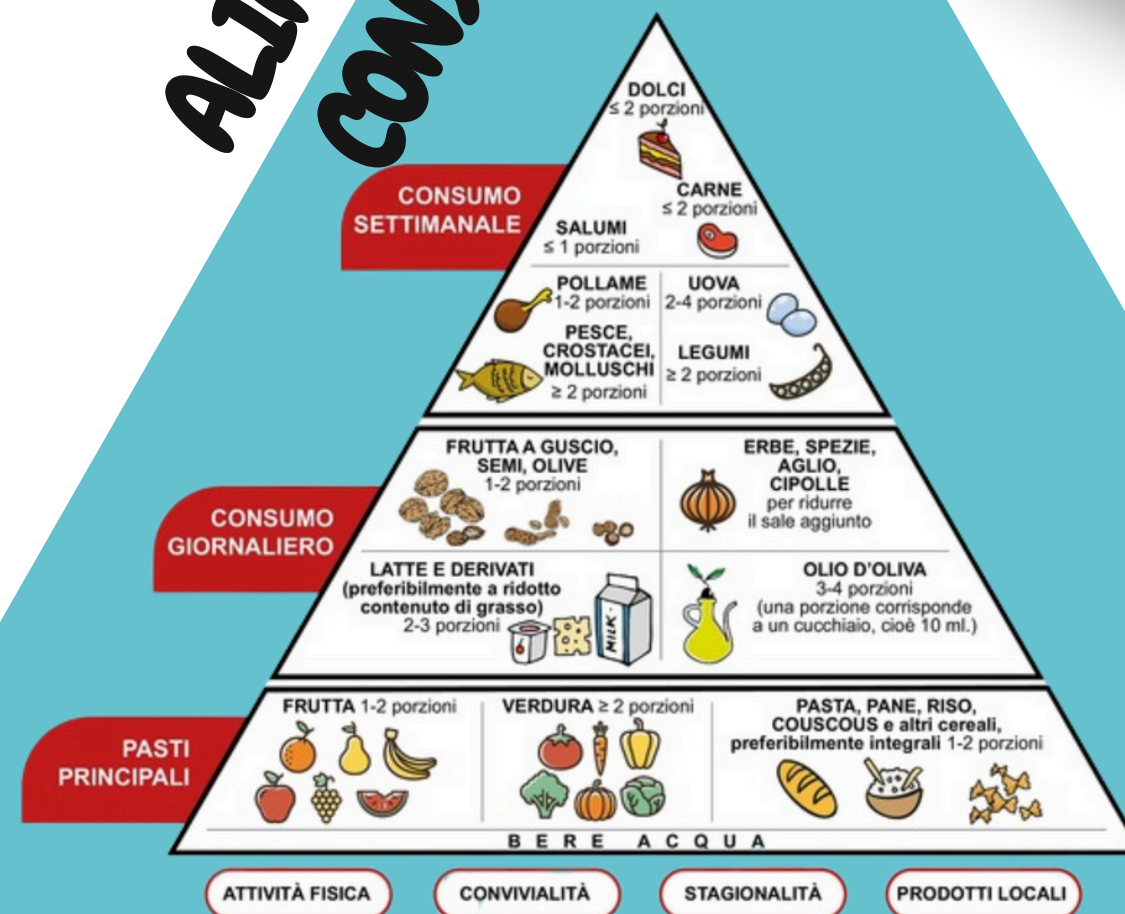 ALI
CON
DOLCI
≤ 2 porzioni
CARNE
≤ 2 porzioni
CONSUMO
SETTIMANALE
SALUMI
≤ 1 porzioni
POLLAME
1-2 porzioni
UOVA
2-4 porzioni
PESCE,
CROSTACEI,
MOLLUSCHI
≥ 2 porzioni
LEGUMI
≥ 2 porzioni
FRUTTA A GUSCIO,
SEMI, OLIVE
1-2 porzioni
ERBE, SPEZIE,
AGLIO,
CIPOLLE
per ridurre
il sale aggiunto
CONSUMO
GIORNALIERO
LATTE E DERIVATI
(preferibilmente a ridotto
contenuto di grasso)
2-3 porzioni
MILK
OLIO D'OLIVA
3-4 porzioni
(una porzione corrisponde
a un cucchiaio, cioè 10 ml.)
PASTI
PRINCIPALI
FRUTTA 1-2 porzioni
VERDURA ≥ 2 porzioni
PASTA, PANE, RISO,
COUSCOUS e altri cereali,
preferibilmente integrali 1-2 porzioni
BERE ACQUA
ATTIVITÀ FISICA
CONVIVIALITÀ
STAGIONALITÀ
PRODOTTI LOCALI